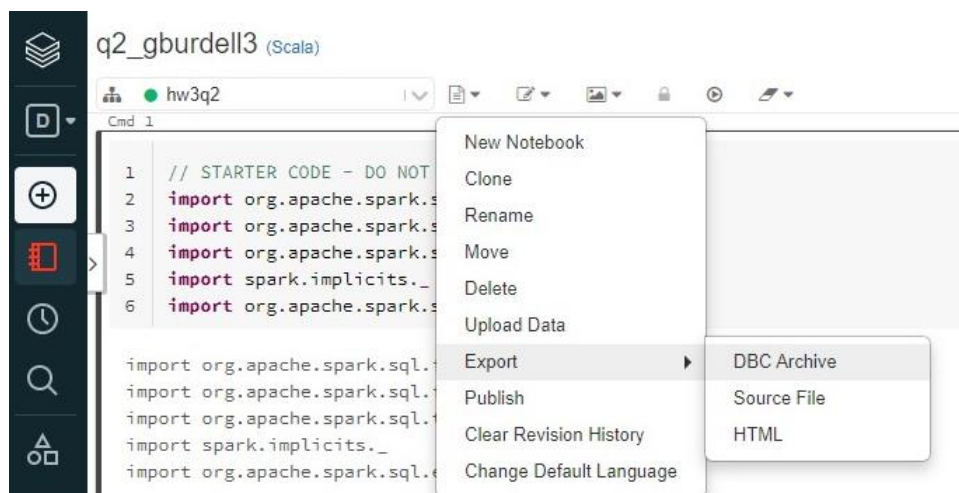 q2_gburdell3 (Scala)
hw3q2
D
Cmd 1
1 // STARTER CODE - DO NOT
2 import org.apache.spark.s
3 import org.apache.spark.s
4 import org.apache.spark.s
5 import spark.implicits._
6 import org.apache.spark.s
import org.apache.spark.sql.
import org.apache.spark.sql.
import org.apache.spark.sql.
import spark.implicits._
import org.apache.spark.sql.
New Notebook
Clone
Rename
Move
Delete
Upload Data
Export
Publish
Clear Revision History
Change Default Language
DBC Archive
Source File
HTML